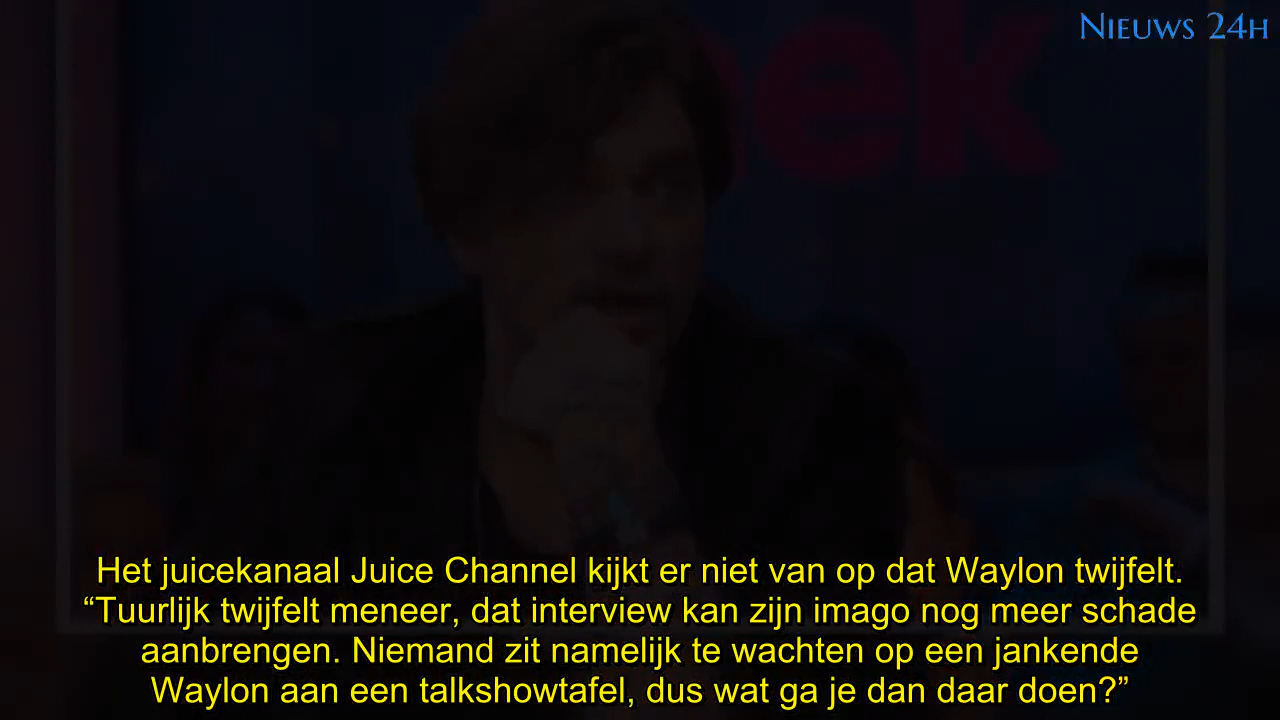 Nieuws 24h
ek
Het juicekanaal Juice Channel kijkt er niet van op dat Waylon twijfelt.
“Tuurlijk twijfelt meneer, dat interview kan zijn imago nog meer schade
aanbrengen. Niemand zit namelijk te wachten op een jankende
Waylon aan een talkshowtafel, dus wat ga je dan daar doen?”